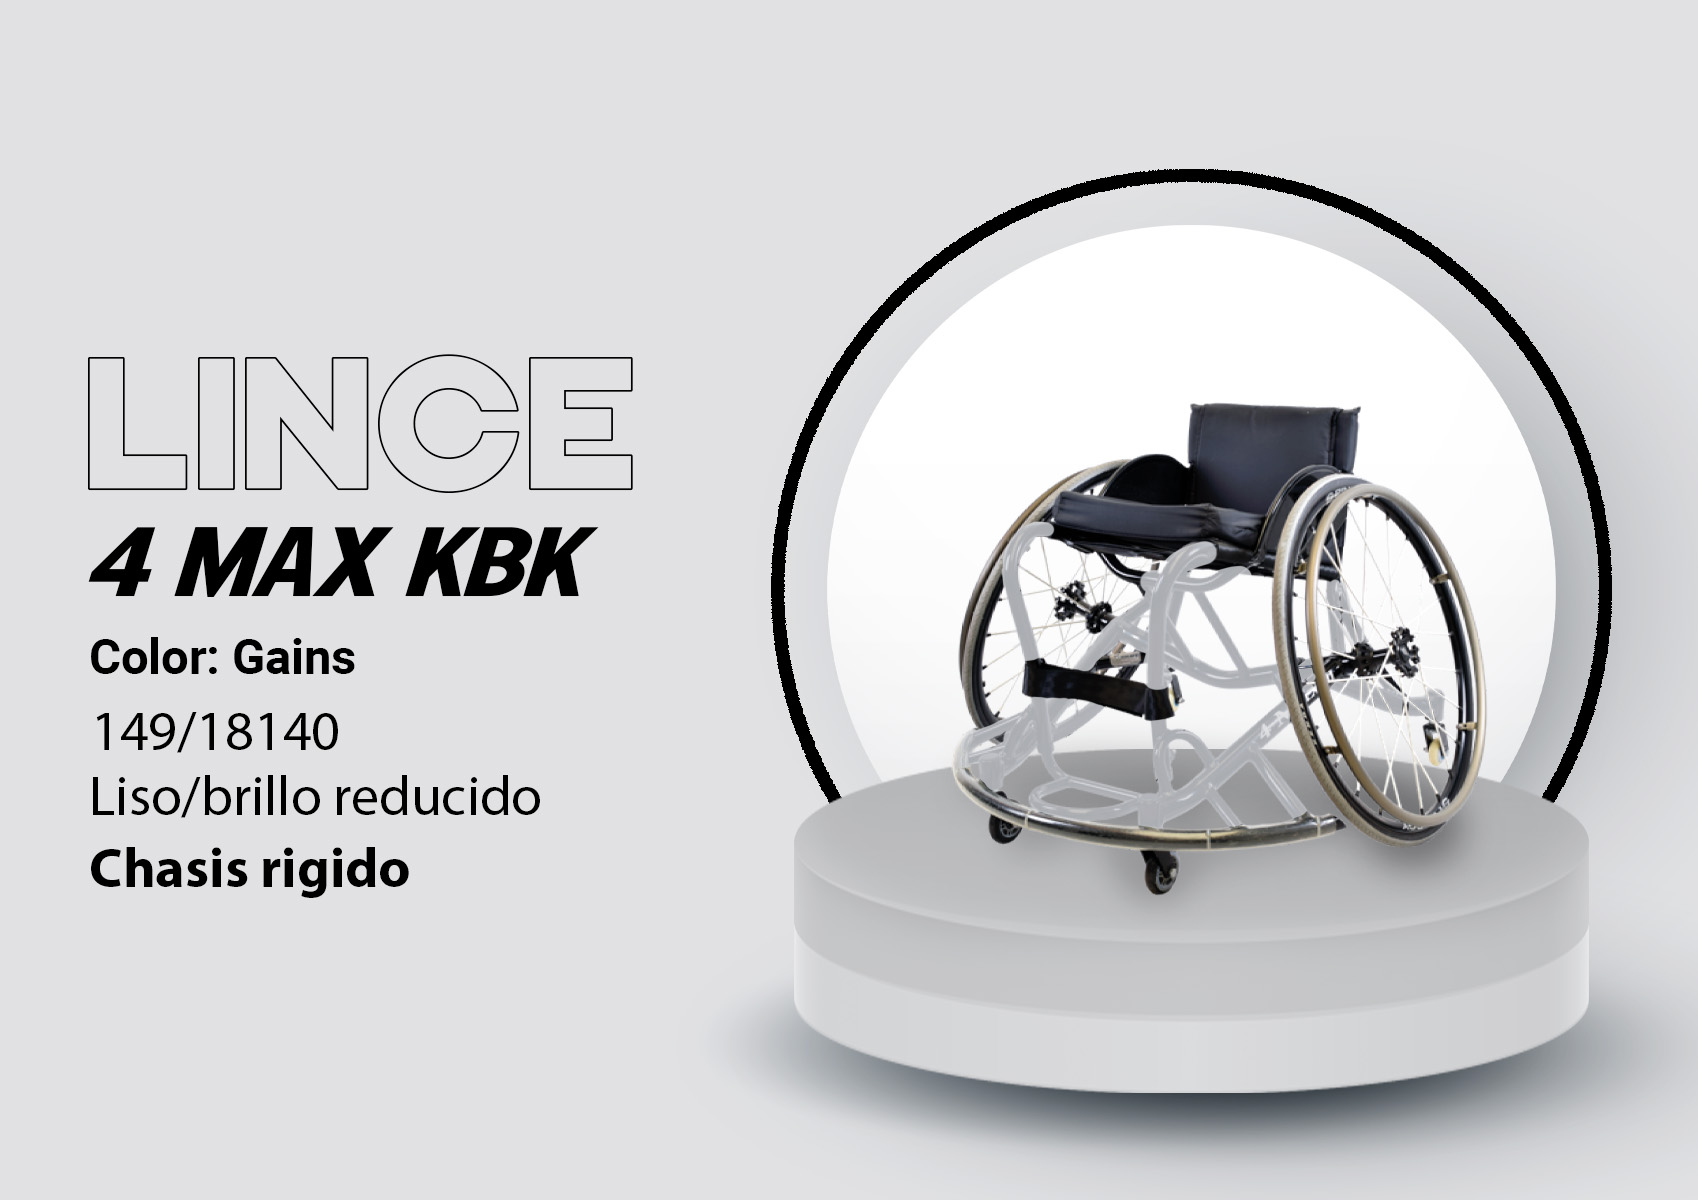 LINCE
4 MAX KBK
Color: Gains
149/18140
Liso/brillo reducido
Chasis rigido